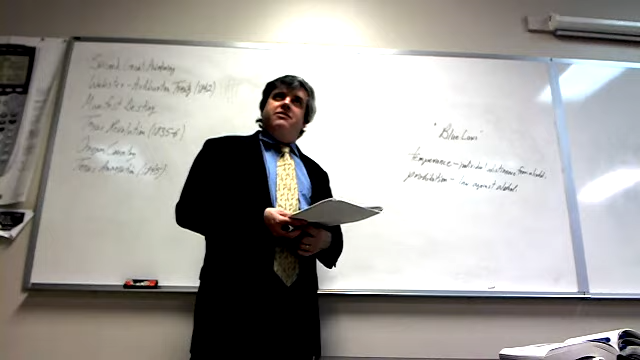 Second Great Awakening
Webster-Ashburton Treaty (1842)
Manifest Destiny
Texas Revolution (1835-6)
Oregon Country
Texas Annexation (1845)
"Blue Laws"
temperance - individual abstinence from alcohol.
prohibition - law against alcohol.